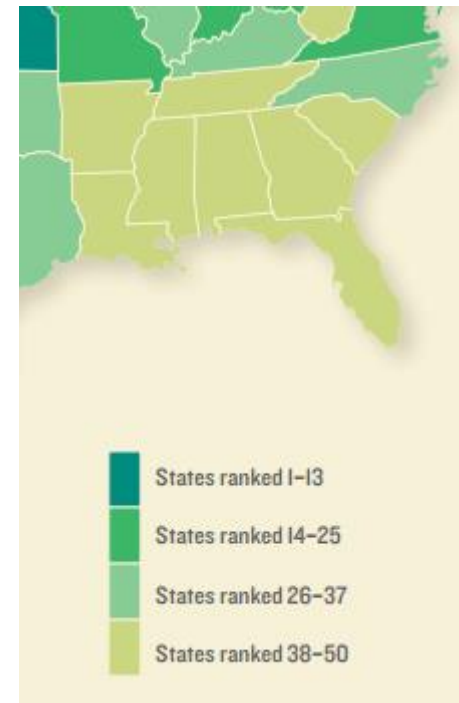 States ranked 1–13
States ranked 14–25
States ranked 26–37
States ranked 38–50